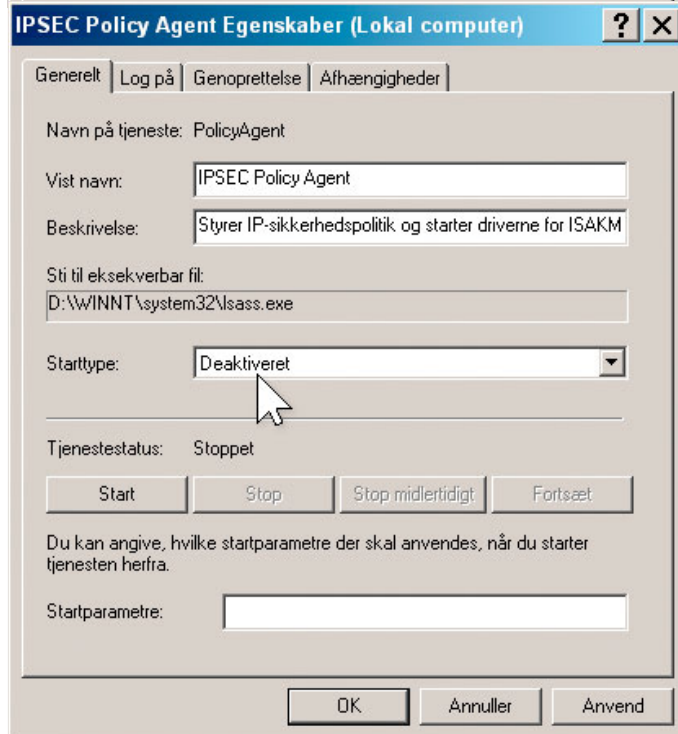 IPSEC Policy Agent Egenskaber (Lokal computer)
Generelt Log på Genoprettelse Afhængigheder
Navn på tjeneste: PolicyAgent
Vist navn: IPSEC Policy Agent
Beskrivelse: Styrer IP-sikkerhedspolitik og starter driverne for ISAKM
Sti til eksekverbar fil:
D:\WINNT\system32\lsass.exe
Starttype: Deaktiveret
Tjenestestatus: Stoppet
Start Stop Stop midlertidigt Fortsæt
Du kan angive, hvilke startparametre der skal anvendes, når du starter
tjenesten herfra.
Startparametre:
OK Annuller Anvend